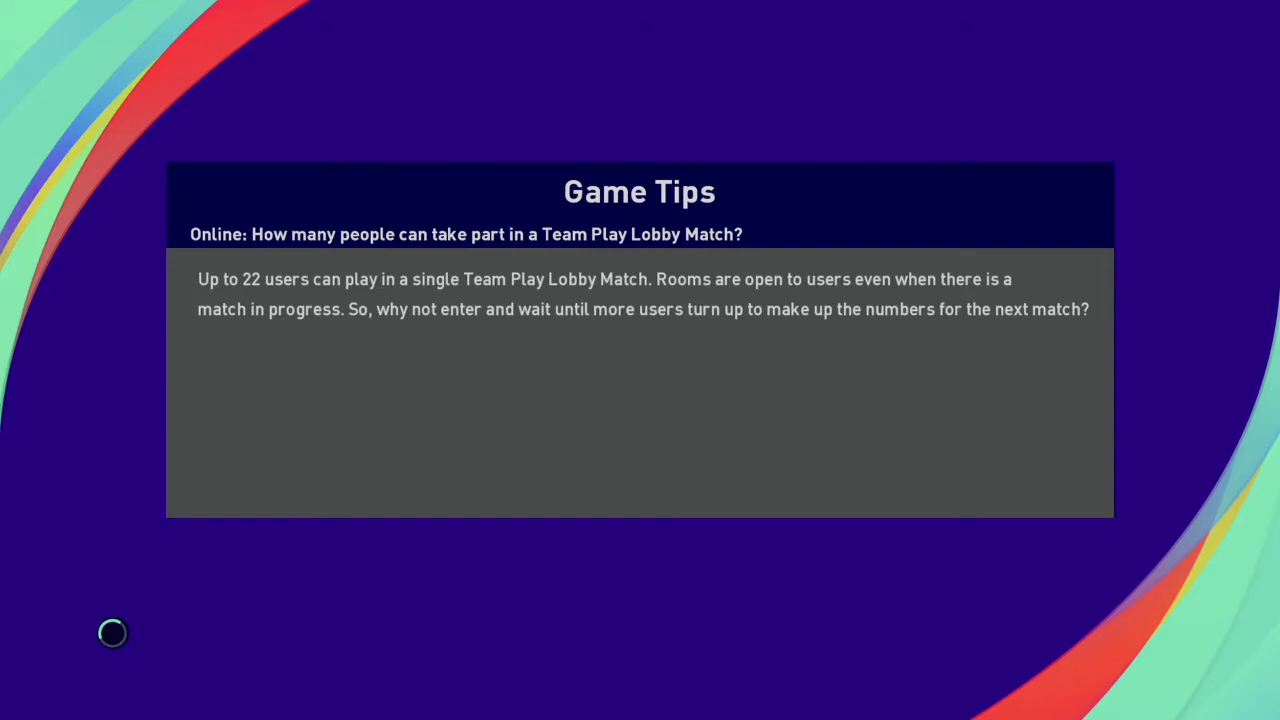 Game Tips
Online: How many people can take part in a Team Play Lobby Match?
Up to 22 users can play in a single Team Play Lobby Match. Rooms are open to users even when there is a
match in progress. So, why not enter and wait until more users turn up to make up the numbers for the next match?